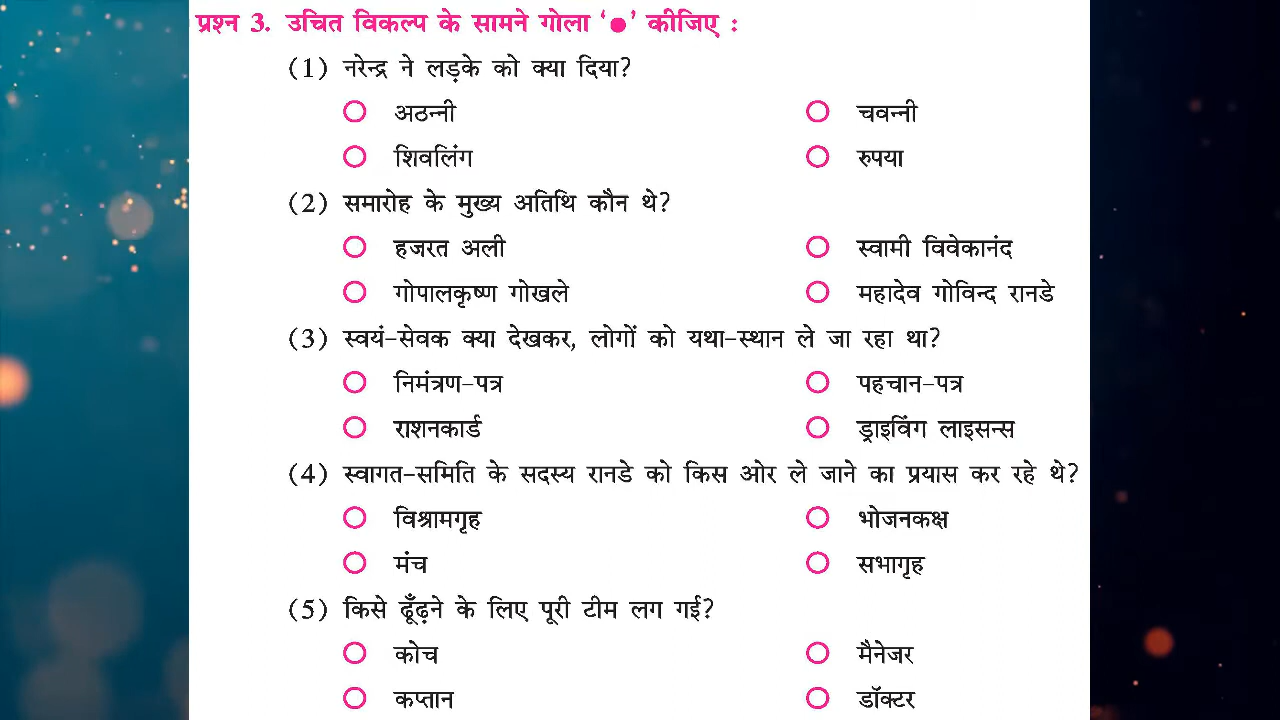 प्रश्न 3. उचित विकल्प के सामने गोला ‘●’ कीजिए :
(1) नरेन्द्र ने लड़के को क्या दिया?
○ अठन्नी ○ चवन्नी
○ शिवलिंग ○ रुपया
(2) समारोह के मुख्य अतिथि कौन थे?
○ हजरत अली ○ स्वामी विवेकानंद
○ गोपालकृष्ण गोखले ○ महादेव गोविन्द रानडे
(3) स्वयं-सेवक क्या देखकर, लोगों को यथा-स्थान ले जा रहा था?
○ निमंत्रण-पत्र ○ पहचान-पत्र
○ राशनकार्ड ○ ड्राइविंग लाइसन्स
(4) स्वागत-समिति के सदस्य रानडे को किस ओर ले जाने का प्रयास कर रहे थे?
○ विश्रामगृह ○ भोजनकक्ष
○ मंच ○ सभागृह
(5) किसे ढूँढ़ने के लिए पूरी टीम लग गई?
○ कोच ○ मैनेजर
○ कप्तान ○ डॉक्टर